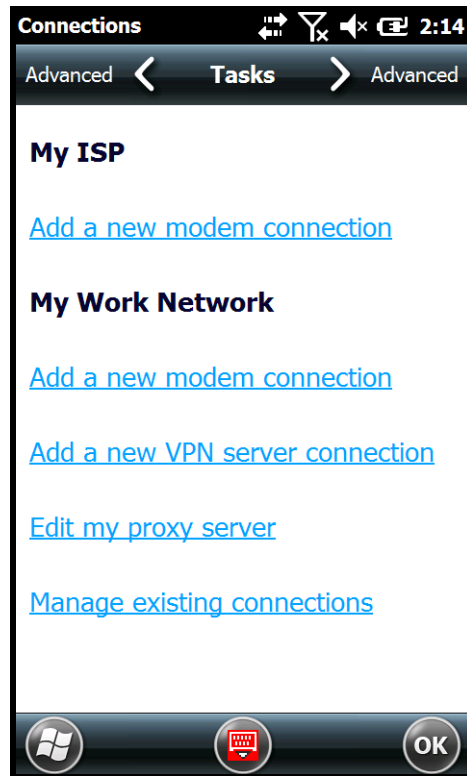 Connections 2:14
Advanced Tasks Advanced
My ISP
Add a new modem connection
My Work Network
Add a new modem connection
Add a new VPN server connection
Edit my proxy server
Manage existing connections
OK